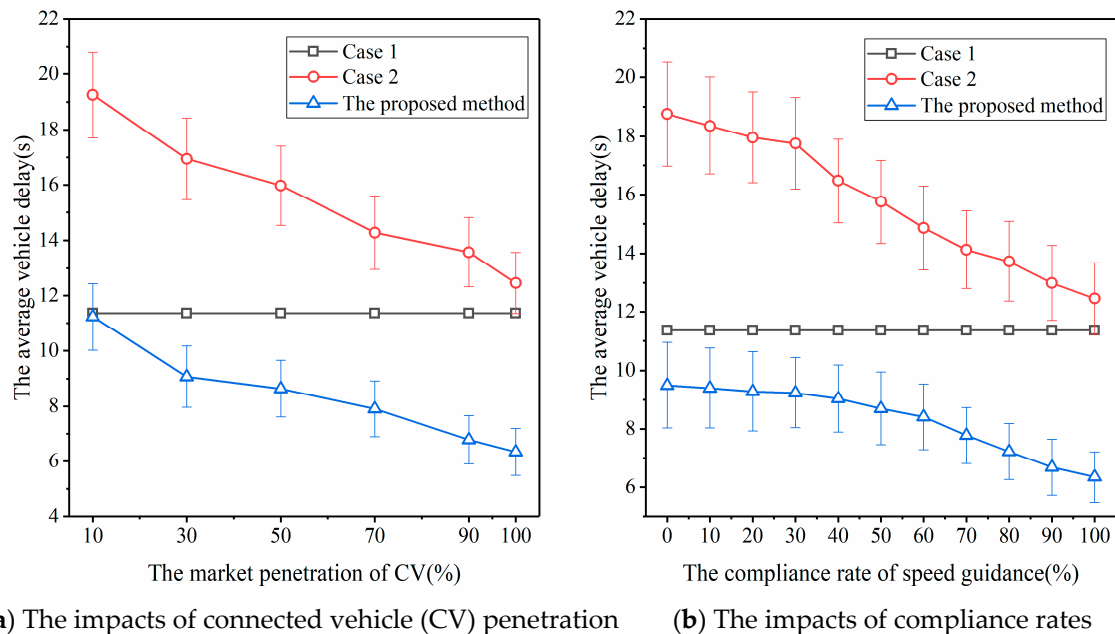 22
20
18
16
14
12
10
8
6
4
The average vehicle delay(s)
Case 1
Case 2
The proposed method
10 30 50 70 90 100
The market penetration of CV(%)
22
20
18
16
14
12
10
8
6
The average vehicle delay(s)
Case 1
Case 2
The proposed method
0 10 20 30 40 50 60 70 80 90 100
The compliance rate of speed guidance(%)
a) The impacts of connected vehicle (CV) penetration
(b) The impacts of compliance rates